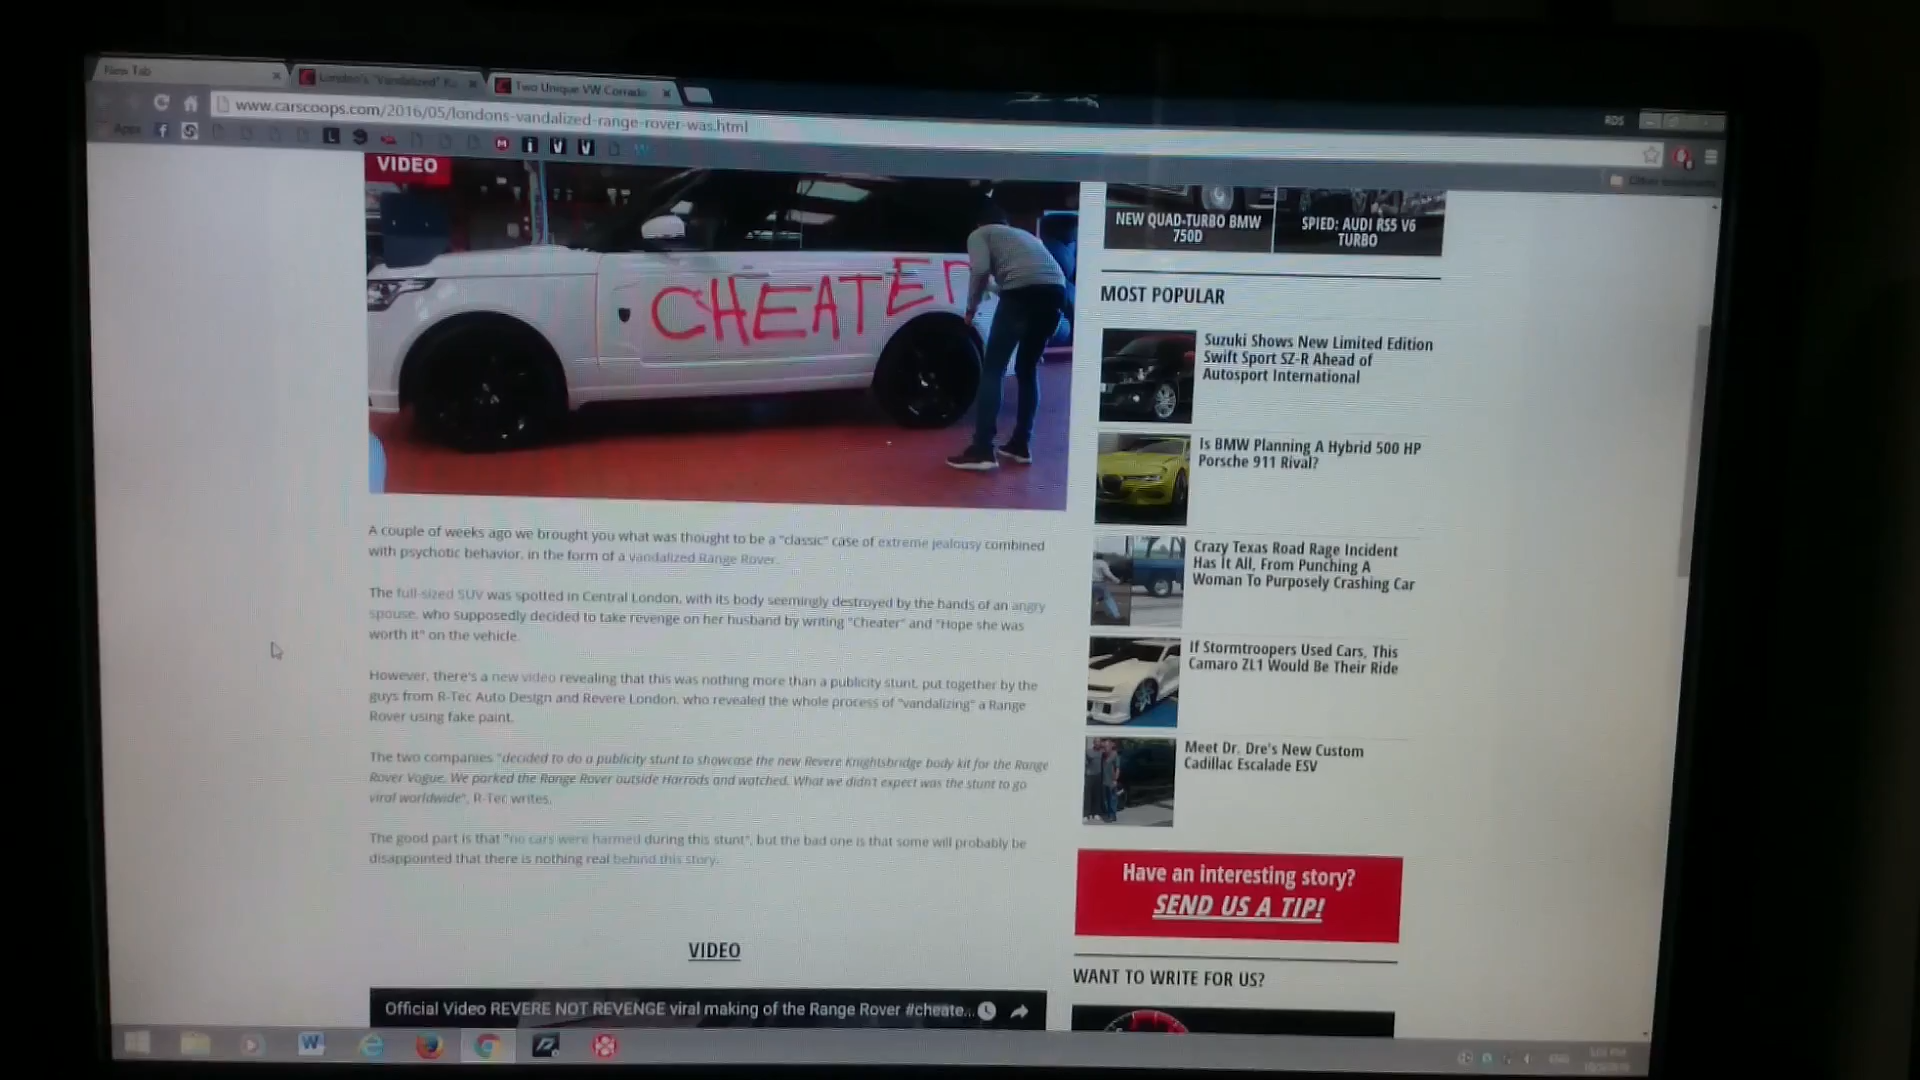 New Tab
London's "Vandalized" Ra
Two Unique VW Corrado
www.carscoops.com/2016/05/londons-vandalized-range-rover-was.html
RDS
Apps
Other bookmarks
VIDEO
CHEATER
NEW QUAD-TURBO BMW
750D
SPIED: AUDI RS5 V6
TURBO
MOST POPULAR
Suzuki Shows New Limited Edition
Swift Sport SZ-R Ahead of
Autosport International
Is BMW Planning A Hybrid 500 HP
Porsche 911 Rival?
Crazy Texas Road Rage Incident
Has It All, From Punching A
Woman To Purposely Crashing Car
If Stormtroopers Used Cars, This
Camaro ZL1 Would Be Their Ride
Meet Dr. Dre's New Custom
Cadillac Escalade ESV
Have an interesting story?
SEND US A TIP!
WANT TO WRITE FOR US?
A couple of weeks ago we brought you what was thought to be a "classic" case of extreme jealousy combined
with psychotic behavior, in the form of a vandalized Range Rover.
The full-sized SUV was spotted in Central London, with its body seemingly destroyed by the hands of an angry
spouse, who supposedly decided to take revenge on her husband by writing "Cheater" and "Hope she was
worth it" on the vehicle.
However, there's a new video revealing that this was nothing more than a publicity stunt, put together by the
guys from R-Tec Auto Design and Revere London, who revealed the whole process of "vandalizing" a Range
Rover using fake paint.
The two companies "decided to do a publicity stunt to showcase the new Revere Knightsbridge body kit for the Range
Rover Vogue. We parked the Range Rover outside Harrods and watched. What we didn't expect was the stunt to go
viral worldwide", R-Tec writes.
The good part is that "no cars were harmed during this stunt", but the bad one is that some will probably be
disappointed that there is nothing real behind this story.
VIDEO
Official Video REVERE NOT REVENGE viral making of the Range Rover #cheate...